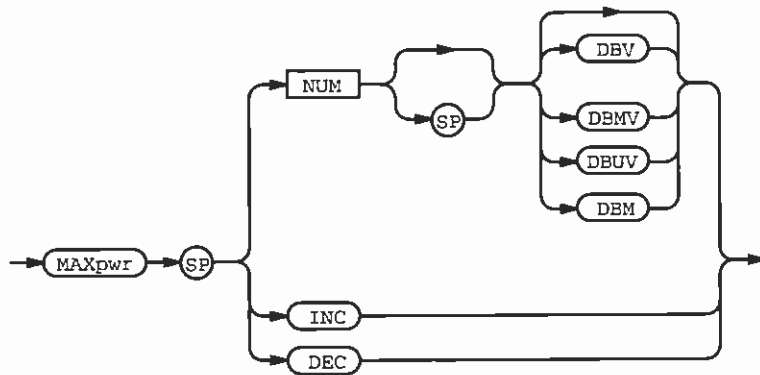 DBV
NUM
SP
DBMV
DBUV
DBM
MAXpwr
SP
INC
DEC